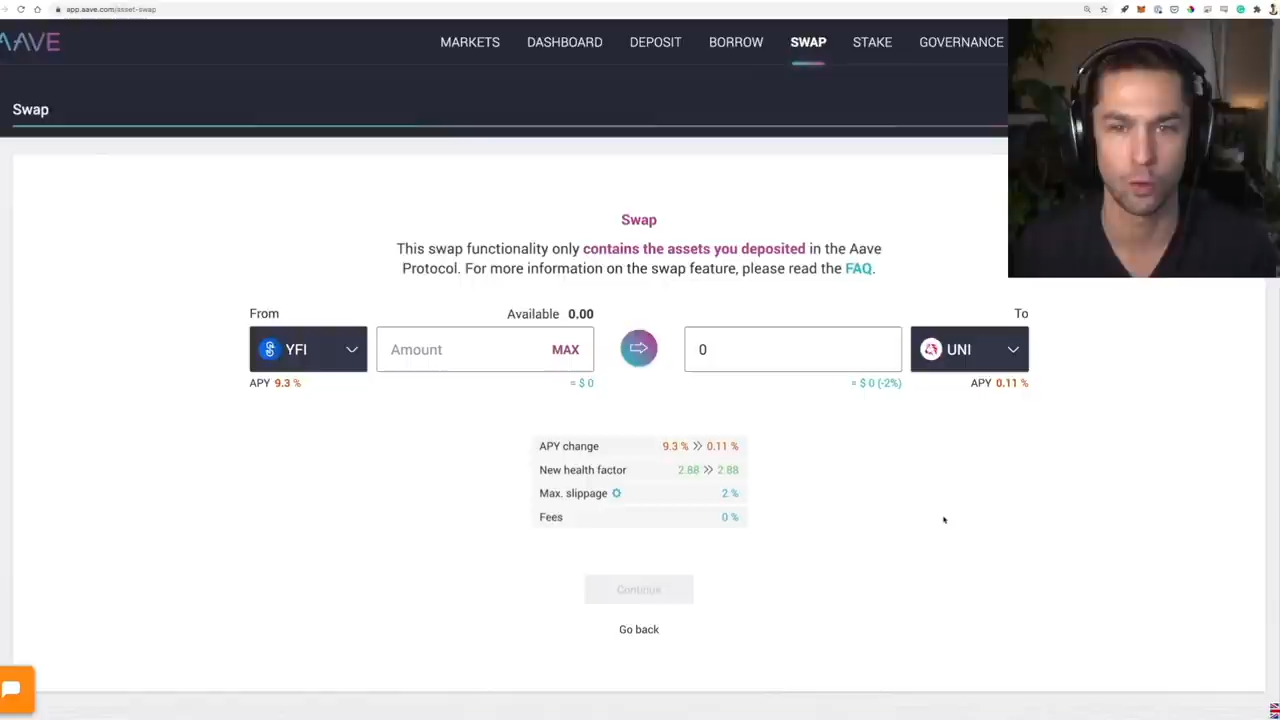 app.aave.com/asset-swap
AAVE
MARKETS DASHBOARD DEPOSIT BORROW SWAP STAKE GOVERNANCE
Swap
Swap
This swap functionality only contains the assets you deposited in the Aave
Protocol. For more information on the swap feature, please read the FAQ.
From Available 0.00 To
YFI Amount MAX 0 UNI
APY 9.3 % = $ 0 = $ 0 (-2%) APY 0.11 %
APY change 9.3 % 0.11 %
New health factor 2.88 2.88
Max. slippage 2 %
Fees 0 %
Continue
Go back